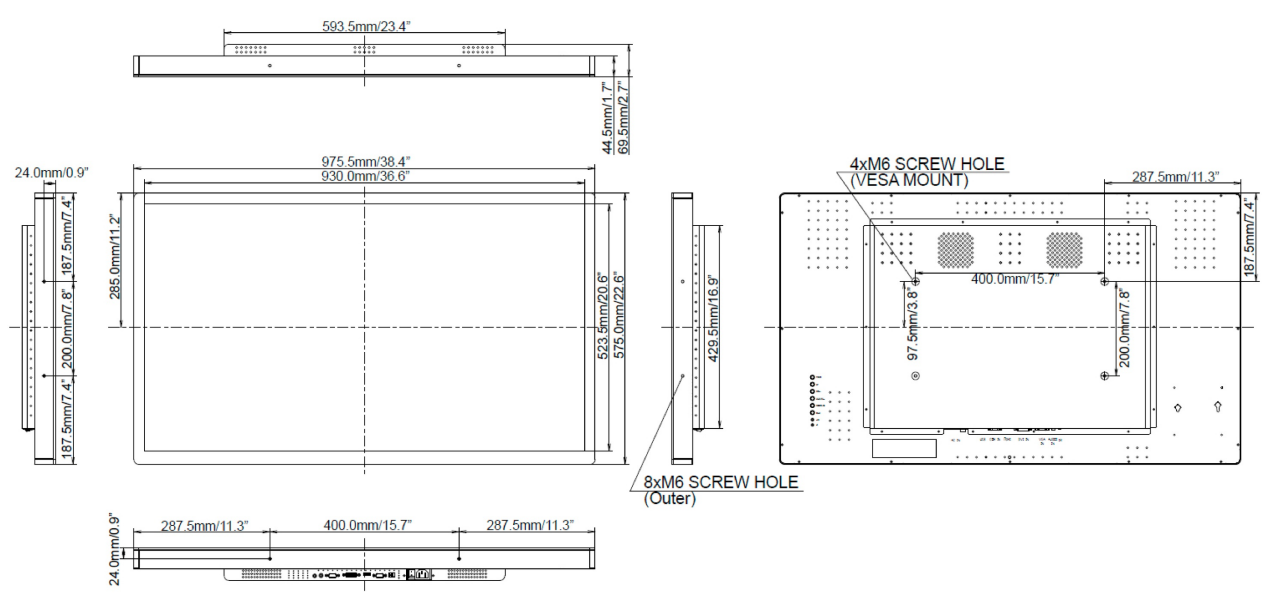 593.5mm/23.4"
44.5mm/1.7"
69.5mm/2.7"
975.5mm/38.4"
930.0mm/36.6"
24.0mm/0.9"
187.5mm/7.4"
200.0mm/7.8"
187.5mm/7.4"
285.0mm/11.2"
523.5mm/20.6"
575.0mm/22.6"
429.5mm/16.9"
8xM6 SCREW HOLE
(Outer)
4xM6 SCREW HOLE
(VESA MOUNT)
287.5mm/11.3"
187.5mm/7.4"
400.0mm/15.7"
97.5mm/3.8"
200.0mm/7.8"
24.0mm/0.9"
287.5mm/11.3"
400.0mm/15.7"
287.5mm/11.3"